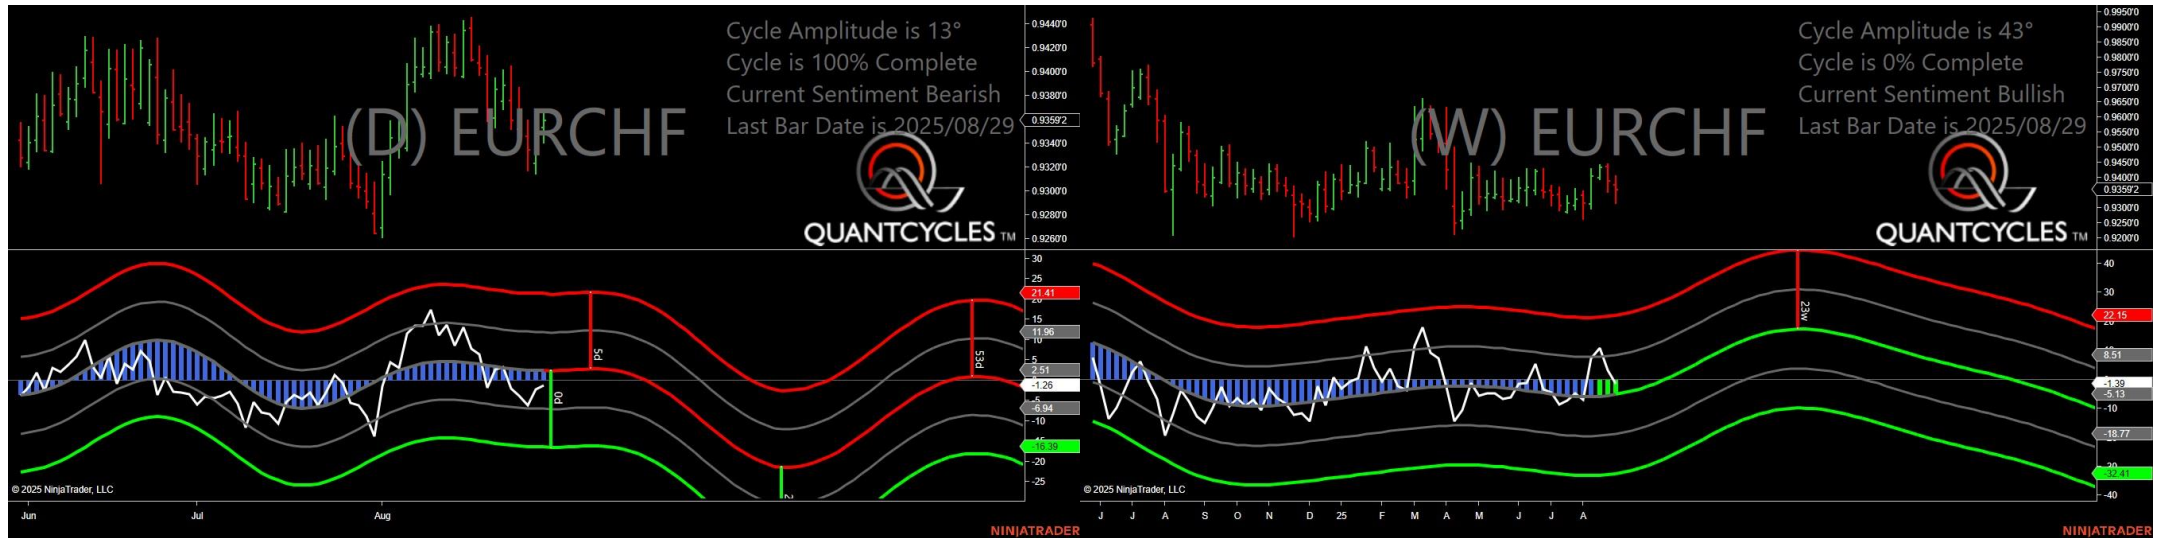 Cycle Amplitude is 13°
Cycle is 100% Complete
Current Sentiment Bearish
Last Bar Date is 2025/08/29
(D) EURCHF
QUANTCYCLES TM
0.9440'0
0.9420'0
0.9400'0
0.9380'0
0.9359'2
0.9340'0
0.9320'0
0.9300'0
0.9280'0
0.9260'0
30
25
21.41
20
15
11.96
10
5
2.51
-1.26
-5
-6.94
-10
-16.39
-20
-25
0d
5d
2
53d
© 2025 NinjaTrader, LLC
Jun Jul Aug
NINJATRADER
Cycle Amplitude is 43°
Cycle is 0% Complete
Current Sentiment Bullish
Last Bar Date is 2025/08/29
(W) EURCHF
QUANTCYCLES TM
0.9950'0
0.9900'0
0.9850'0
0.9800'0
0.9750'0
0.9700'0
0.9650'0
0.9600'0
0.9550'0
0.9500'0
0.9450'0
0.9400'0
0.9359'2
0.9300'0
0.9250'0
0.9200'0
40
30
22.15
20
8.51
-1.39
-5.13
-10
-18.77
-32.41
-40
23w
© 2025 NinjaTrader, LLC
J J A S O N D 25 F M A M J J A
NINJATRADER